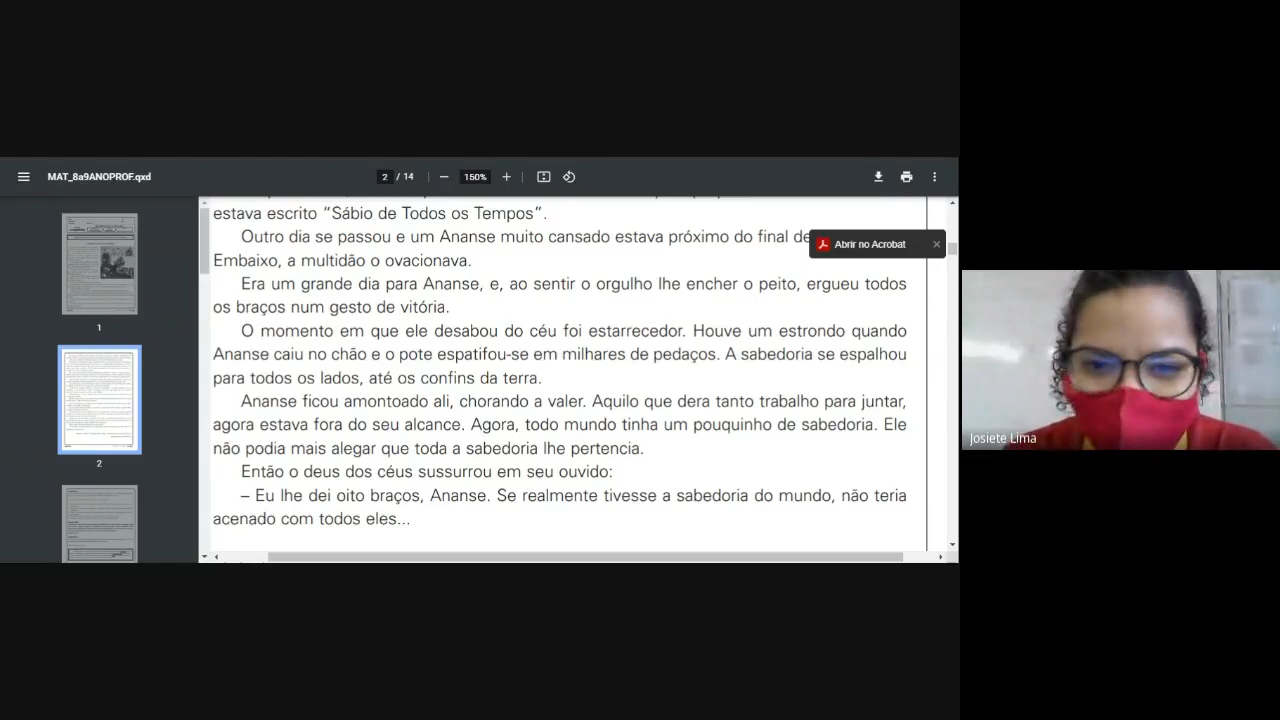 MAT_8a9ANOPROF.qxd
2 / 14
150%
estava escrito “Sábio de Todos os Tempos”.
Outro dia se passou e um Ananse muito cansado estava próximo do final de
Embaixo, a multidão o ovacionava.
Abrir no Acrobat
Era um grande dia para Ananse, e, ao sentir o orgulho lhe encher o peito, ergueu todos
os braços num gesto de vitória.
O momento em que ele desabou do céu foi estarrecedor. Houve um estrondo quando
Ananse caiu no chão e o pote espatifou-se em milhares de pedaços. A sabedoria se espalhou
para todos os lados, até os confins da terra.
Ananse ficou amontoado ali, chorando a valer. Aquilo que dera tanto trabalho para juntar,
agora estava fora do seu alcance. Agora, todo mundo tinha um pouquinho de sabedoria. Ele
não podia mais alegar que toda a sabedoria lhe pertencia.
Então o deus dos céus sussurrou em seu ouvido:
– Eu lhe dei oito braços, Ananse. Se realmente tivesse a sabedoria do mundo, não teria
acenado com todos eles...
1
2
Josiete Lima